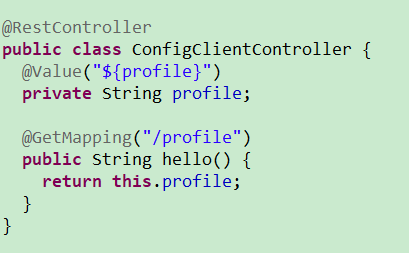 @RestController
public class ConfigClientController {
  @Value("${profile}")
  private String profile;

  @GetMapping("/profile")
  public String hello() {
    return this.profile;
  }
}